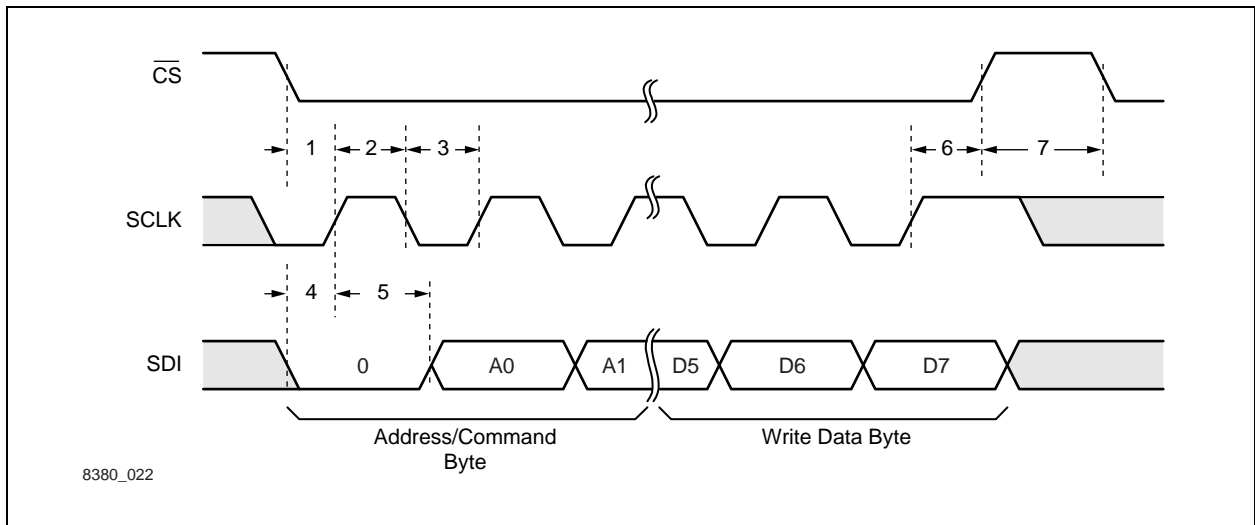 CS
1 2 3 6 7
SCLK
4 5
SDI 0 A0 A1 D5 D6 D7
Address/Command
Byte
Write Data Byte
8380_022